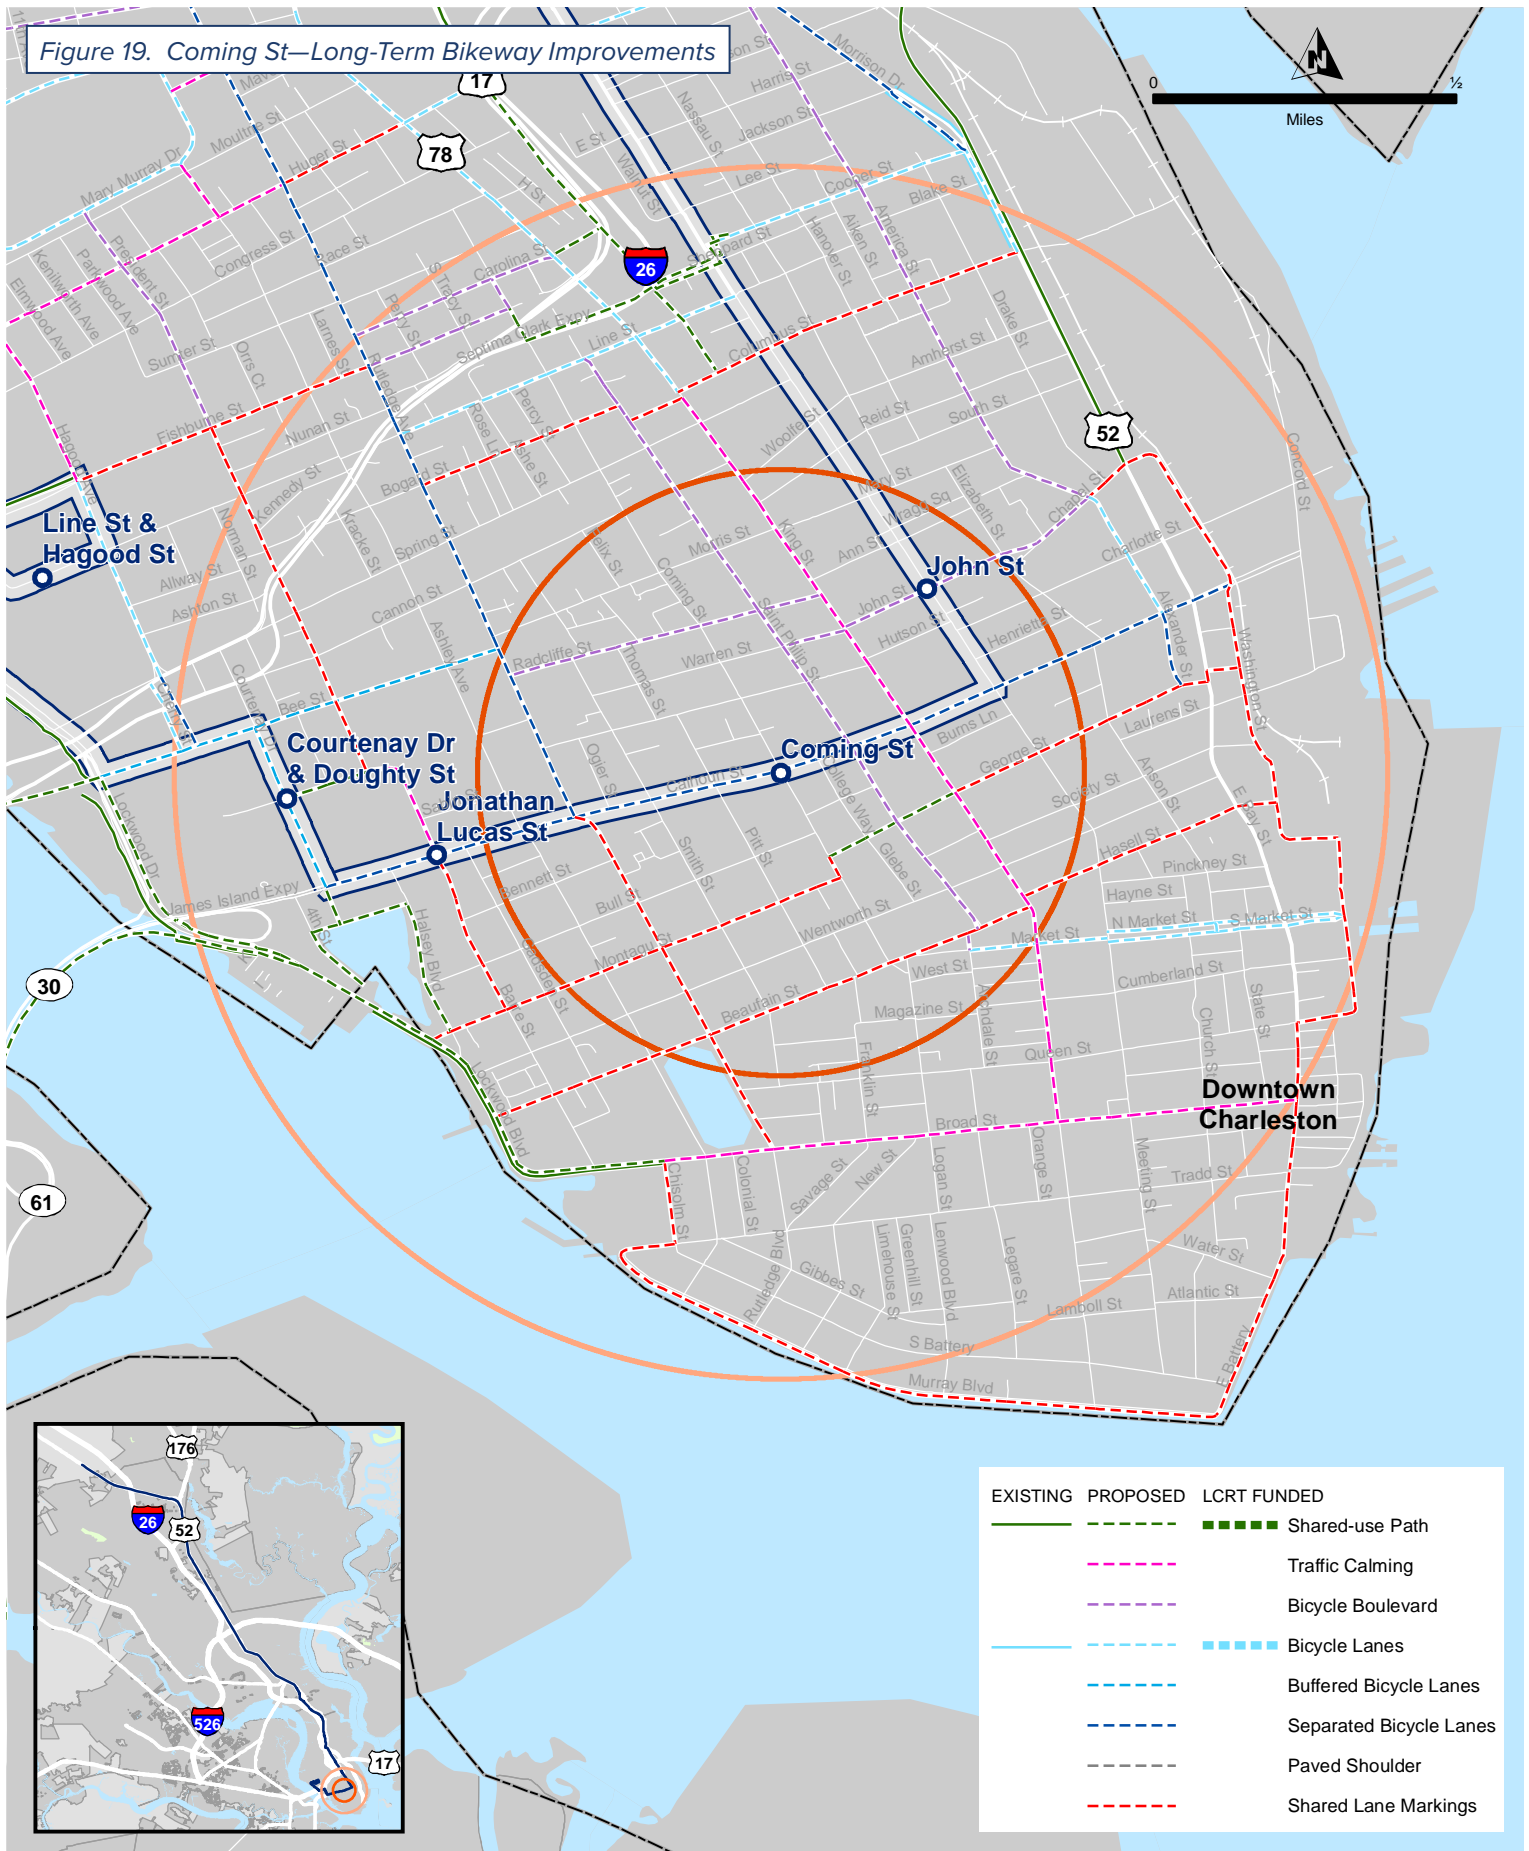 Figure 19. Coming St—Long-Term Bikeway Improvements
17
78
26
52
30
61
N
0
½
Miles
Morrison Dr
Harris St
Nassau St
Jackson St
E St
Walnut St
Lee St
Cooper St
Blake St
Moultrie St
Huger St
Mary Murray Dr
H St
America St
Aiken St
Hanover St
Sheppard St
Congress St
Race St
President St
Parkwood Ave
Kenilworth Ave
Elmwood Ave
Carolina St
S Tracy St
Perry St
Larnes St
Septima Clark Expy
Line St
Columbus St
Drake St
Amherst St
Sumter St
Orrs Ct
Rutledge Ave
Percy St
Rose Ln
Ashe St
Reid St
South St
Woolfe St
Fishburne St
Nunan St
Hagood Ave
Bogard St
Kennedy St
Concord St
Mary St
Wragg Sq
Elizabeth St
Chapel St
Charlotte St
Line St &
Hagood St
Norman St
Kracke St
Spring St
Felix St
Morris St
King St
Ann St
John St
Allway St
Ashton St
Cannon St
Coming St
John St
Saint Philip St
Hutson St
Henrietta St
Alexander St
Washington St
Ashley Ave
Radcliffe St
Thomas St
Warren St
Courtenay Dr
Cherry St
Bee St
Burns Ln
Laurens St
George St
Courtenay Dr
& Doughty St
Ogier St
Calhoun St
Coming St
College Way
Society St
Anson St
E Bay St
Jonathan
Lucas St
Lockwood Dr
Pitt St
Smith St
Glebe St
Hasell St
Pinckney St
Bennett St
Bull St
James Island Expy
4th St
Halsey Blvd
Hayne St
N Market St
S Market St
Wentworth St
Market St
Montagu St
Gadsden St
Barre St
West St
Cumberland St
Magazine St
Archdale St
Beaufain St
State St
Church St
Queen St
Franklin St
Downtown
Charleston
Lockwood Blvd
Broad St
Orange St
Meeting St
Tradd St
Chisolm St
Colonial St
Savage St
New St
Logan St
Rutledge Blvd
Gibbes St
Limehouse St
Greenhill St
Lenwood Blvd
Legare St
Water St
Atlantic St
Lamboll St
S Battery
E Battery
Murray Blvd
176
26
52
526
17
EXISTING PROPOSED LCRT FUNDED
Shared-use Path
Traffic Calming
Bicycle Boulevard
Bicycle Lanes
Buffered Bicycle Lanes
Separated Bicycle Lanes
Paved Shoulder
Shared Lane Markings